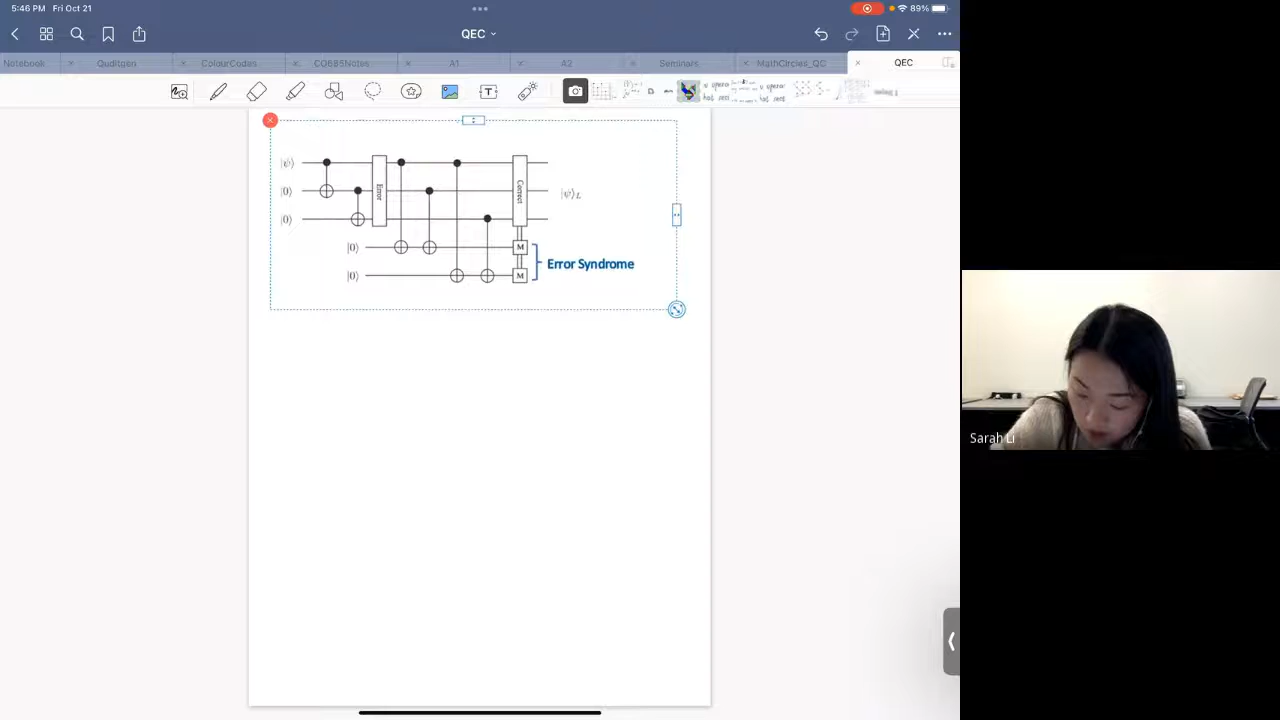 5:46 PM Fri Oct 21
89%
QEC
Notebook
Quditgen
ColourCodes
CO685Notes
A1
A2
Seminars
MathCircles_QC
QEC
|ψ⟩
|0⟩
|0⟩
Error
Correct
|ψ⟩L
|0⟩
M
|0⟩
M
Error Syndrome
Sarah Li